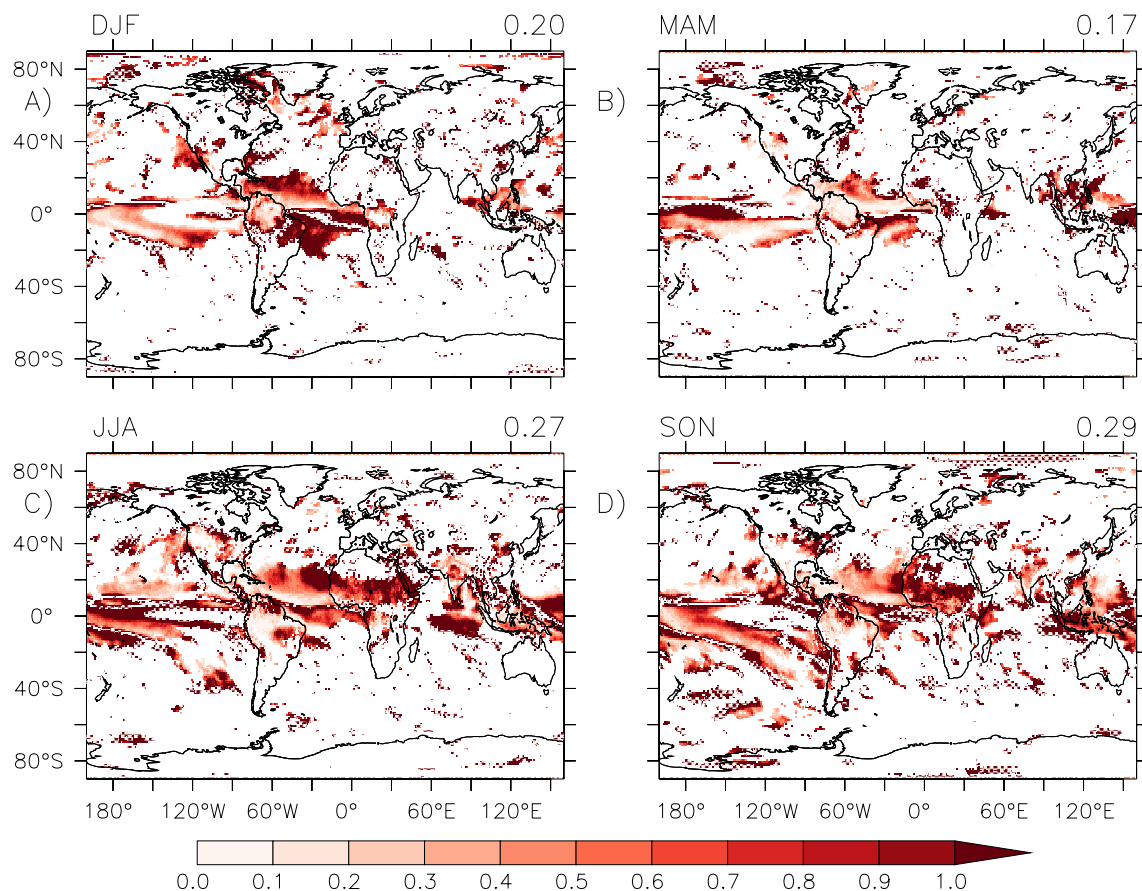 DJF 0.20 MAM 0.17
80°N
A) B)
40°N
0°
40°S
80°S
JJA 0.27 SON 0.29
80°N
C) D)
40°N
0°
40°S
80°S
180° 120°W 60°W 0° 60°E 120°E 180° 120°W 60°W 0° 60°E 120°E
0.0 0.1 0.2 0.3 0.4 0.5 0.6 0.7 0.8 0.9 1.0